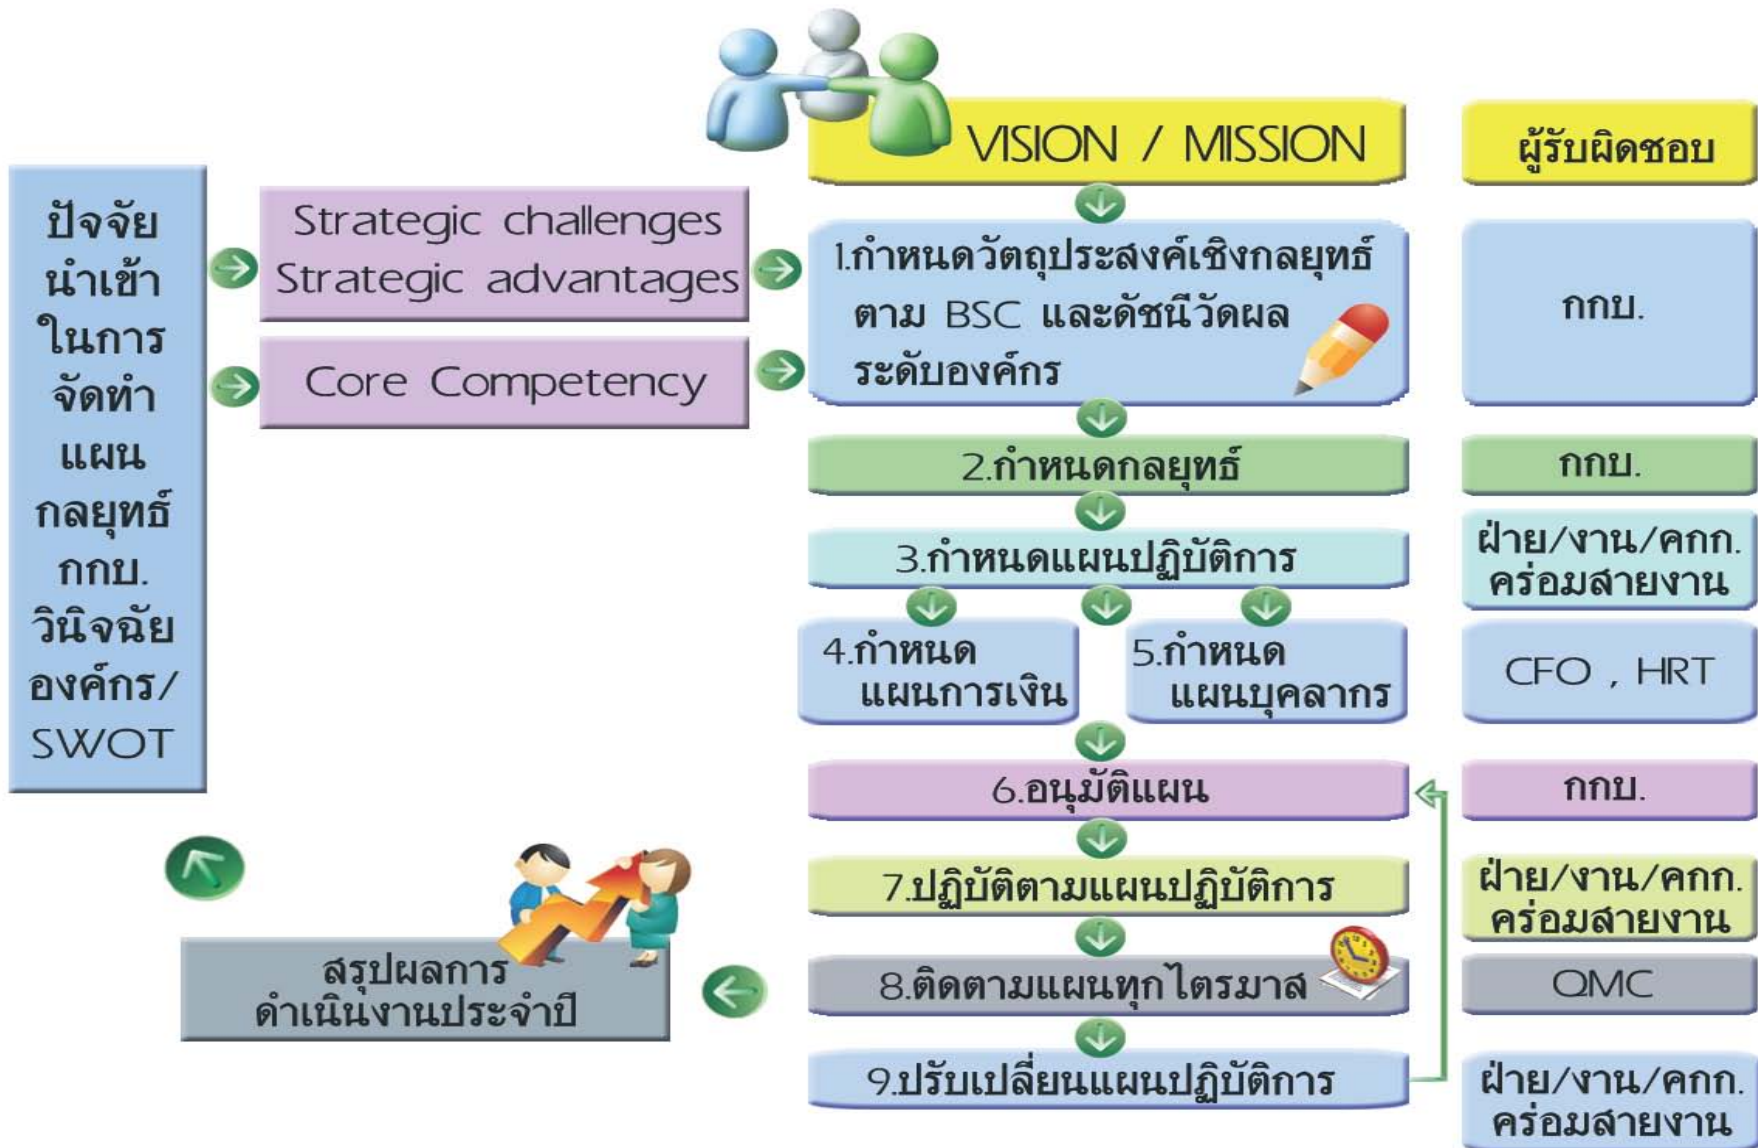 VISION / MISSION
ผู้รับผิดชอบ
ปัจจัย
นำเข้า
ในการ
จัดทำ
แผน
กลยุทธ์
กกบ.
วินิจฉัย
องค์กร/
SWOT
Strategic challenges
Strategic advantages
Core Competency
1.กำหนดวัตถุประสงค์เชิงกลยุทธ์
ตาม BSC และดัชนีวัดผล
ระดับองค์กร
กกบ.
2.กำหนดกลยุทธ์
กกบ.
3.กำหนดแผนปฏิบัติการ
ฝ่าย/งาน/คกก.
คร่อมสายงาน
4.กำหนด
แผนการเงิน
5.กำหนด
แผนบุคลากร
CFO , HRT
6.อนุมัติแผน
กกบ.
7.ปฏิบัติตามแผนปฏิบัติการ
ฝ่าย/งาน/คกก.
คร่อมสายงาน
8.ติดตามแผนทุกไตรมาส
QMC
สรุปผลการ
ดำเนินงานประจำปี
9.ปรับเปลี่ยนแผนปฏิบัติการ
ฝ่าย/งาน/คกก.
คร่อมสายงาน